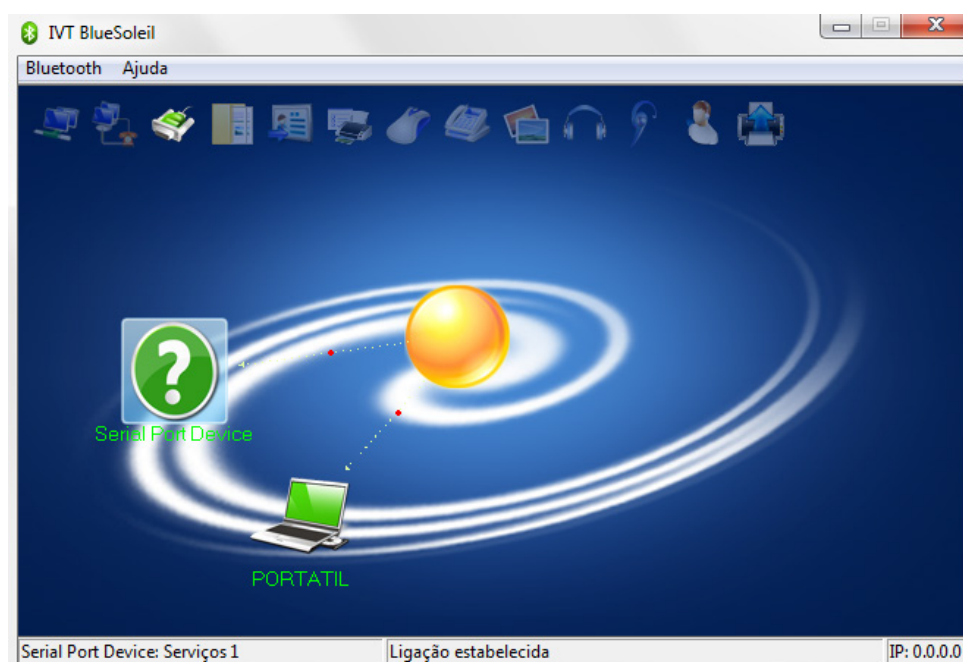 IVT BlueSoleil
Bluetooth Ajuda
Serial Port Device
PORTATIL
Serial Port Device: Serviços 1 Ligação estabelecida IP: 0.0.0.0